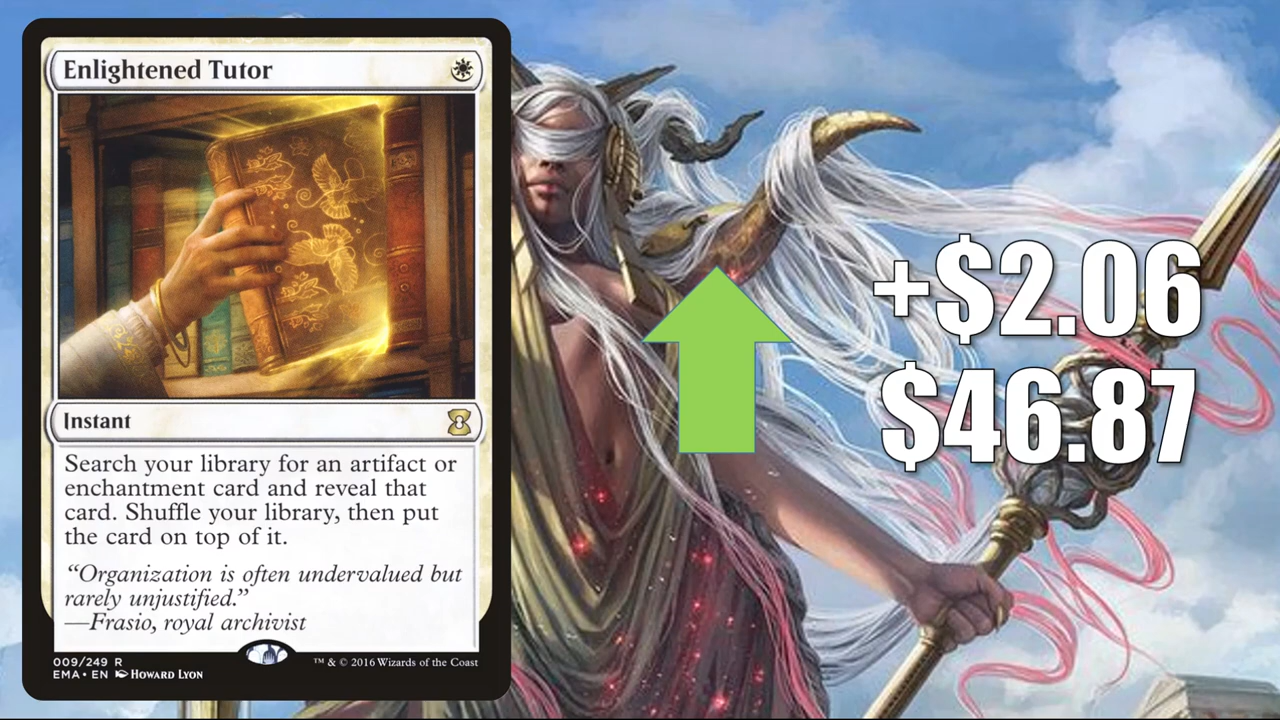 Enlightened Tutor
Instant
Search your library for an artifact or
enchantment card and reveal that
card. Shuffle your library, then put
the card on top of it.
“Organization is often undervalued but
rarely unjustified.”
—Frasio, royal archivist
009/249 R
EMA • EN Howard Lyon
™ & © 2016 Wizards of the Coast
+$2.06
$46.87